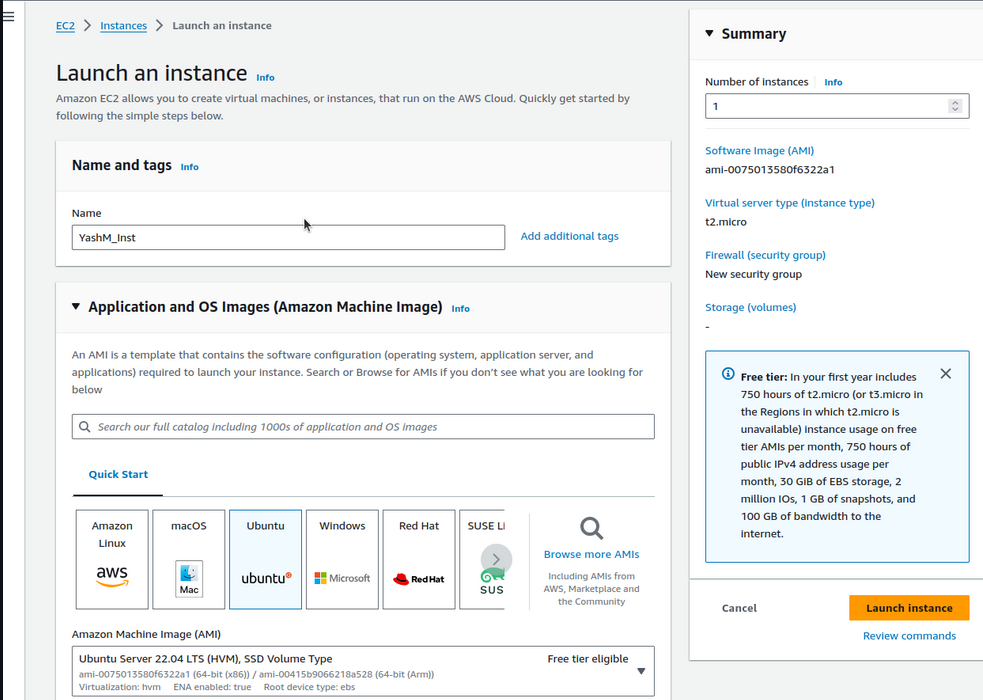 EC2 > Instances > Launch an instance
Launch an instance Info
Amazon EC2 allows you to create virtual machines, or instances, that run on the AWS Cloud. Quickly get started by
following the simple steps below.
Name and tags Info
Name
YashM_Inst
Add additional tags
Application and OS Images (Amazon Machine Image) Info
An AMI is a template that contains the software configuration (operating system, application server, and
applications) required to launch your instance. Search or Browse for AMIs if you don't see what you are looking for
below
Search our full catalog including 1000s of application and OS images
Quick Start
Amazon
Linux
aws
macOS
Mac
Ubuntu
ubuntu
Windows
Microsoft
Red Hat
Red Hat
SUSE Li
SUS
Browse more AMIs
Including AMIs from
AWS, Marketplace and
the Community
Amazon Machine Image (AMI)
Ubuntu Server 22.04 LTS (HVM), SSD Volume Type
Free tier eligible
ami-0075013580f6322a1 (64-bit (x86)) / ami-00415b9066218a528 (64-bit (Arm))
Virtualization: hvm ENA enabled: true Root device type: ebs
Summary
Number of instances Info
1
Software Image (AMI)
ami-0075013580f6322a1
Virtual server type (instance type)
t2.micro
Firewall (security group)
New security group
Storage (volumes)
-
Free tier: In your first year includes
750 hours of t2.micro (or t3.micro in
the Regions in which t2.micro is
unavailable) instance usage on free
tier AMIs per month, 750 hours of
public IPv4 address usage per
month, 30 GiB of EBS storage, 2
million IOs, 1 GB of snapshots, and
100 GB of bandwidth to the
internet.
Cancel
Launch instance
Review commands